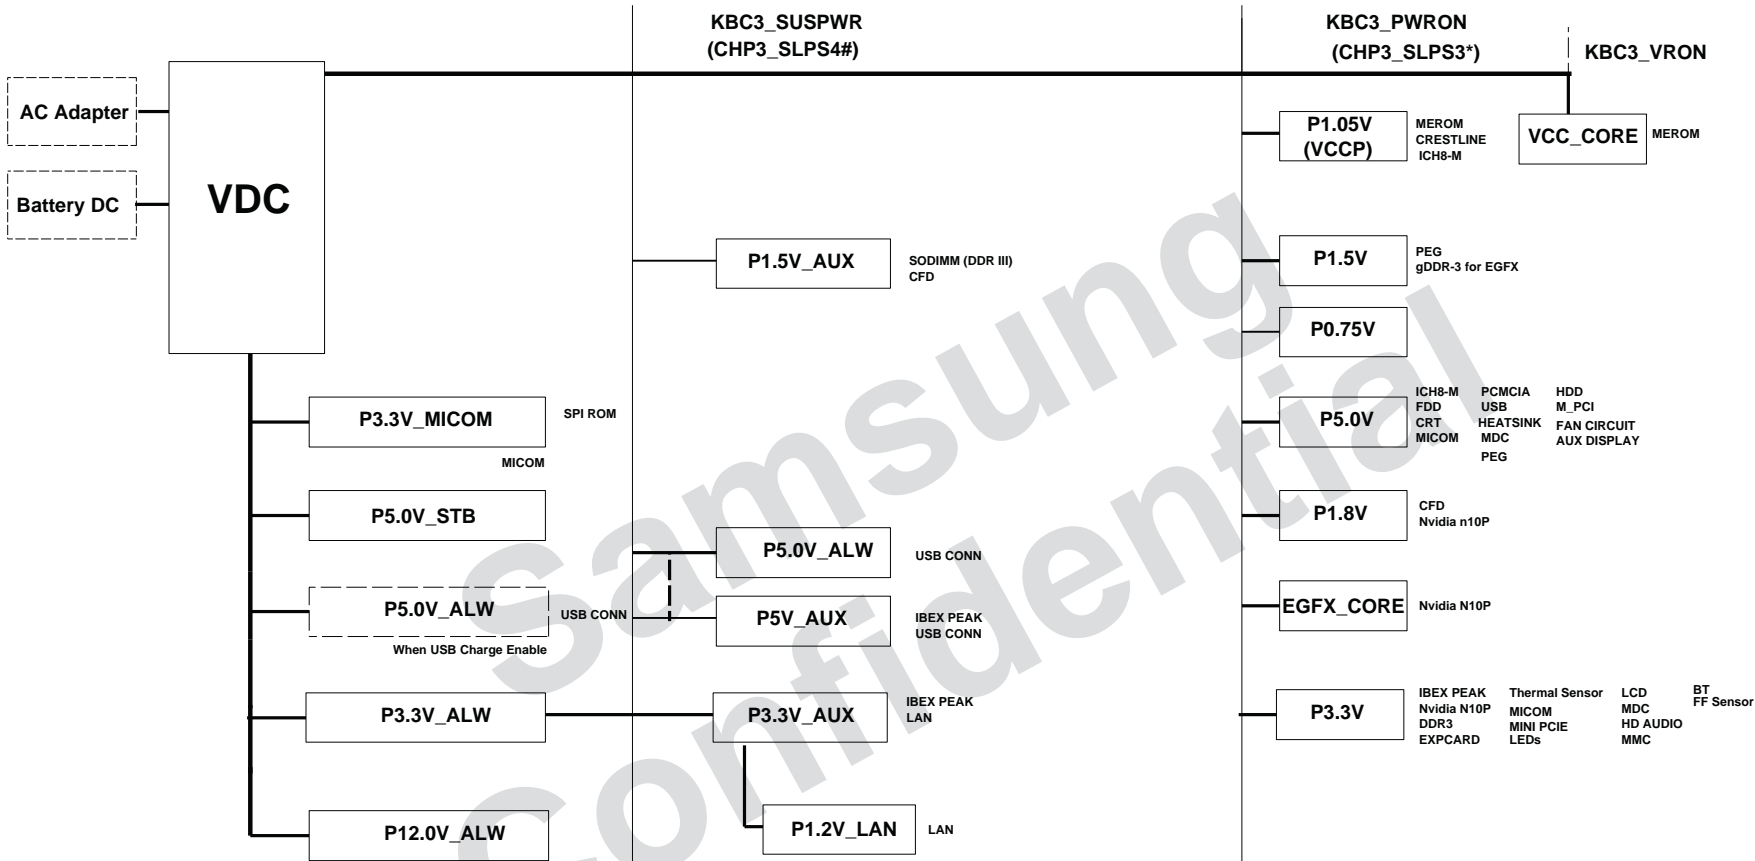 KBC3_SUSPWR
(CHP3_SLPS4#)
KBC3_PWRON
(CHP3_SLPS3*)
KBC3_VRON
AC Adapter
Battery DC
VDC
P1.05V
(VCCP)
MEROM
CRESTLINE
ICH8-M
VCC_CORE
MEROM
P1.5V_AUX
SODIMM (DDR III)
CFD
P1.5V
PEG
gDDR-3 for EGFX
P0.75V
P3.3V_MICOM
SPI ROM
MICOM
P5.0V
ICH8-M PCMCIA HDD
FDD USB M_PCI
CRT HEATSINK FAN CIRCUIT
MICOM MDC AUX DISPLAY
PEG
P5.0V_STB
P1.8V
CFD
Nvidia n10P
P5.0V_ALW
USB CONN
P5.0V_ALW
USB CONN
When USB Charge Enable
P5V_AUX
IBEX PEAK
USB CONN
EGFX_CORE
Nvidia N10P
P3.3V_ALW
P3.3V_AUX
IBEX PEAK
LAN
P3.3V
IBEX PEAK Thermal Sensor LCD BT
Nvidia N10P MICOM MDC FF Sensor
DDR3 MINI PCIE HD AUDIO
EXPCARD LEDs MMC
P12.0V_ALW
P1.2V_LAN
LAN
Samsung
Confidential